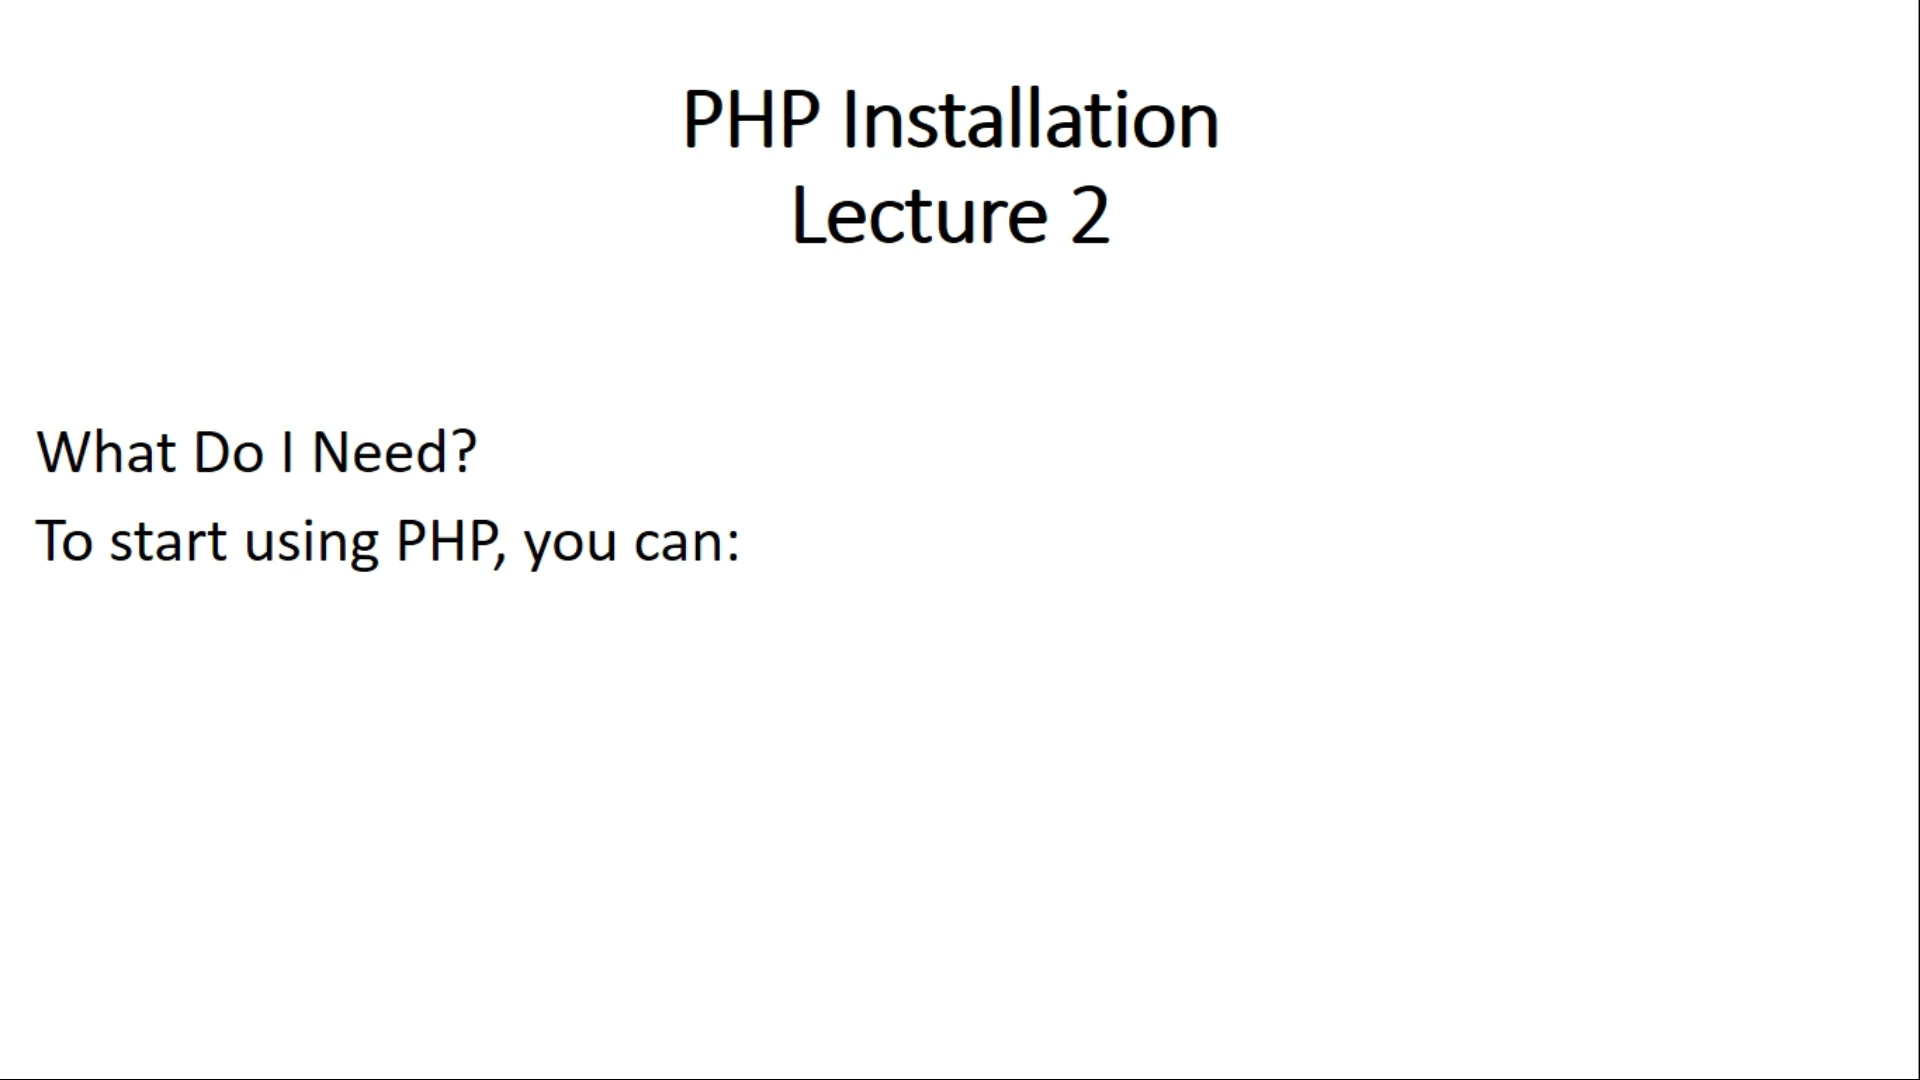 PHP Installation
Lecture 2
What Do I Need?
To start using PHP, you can: